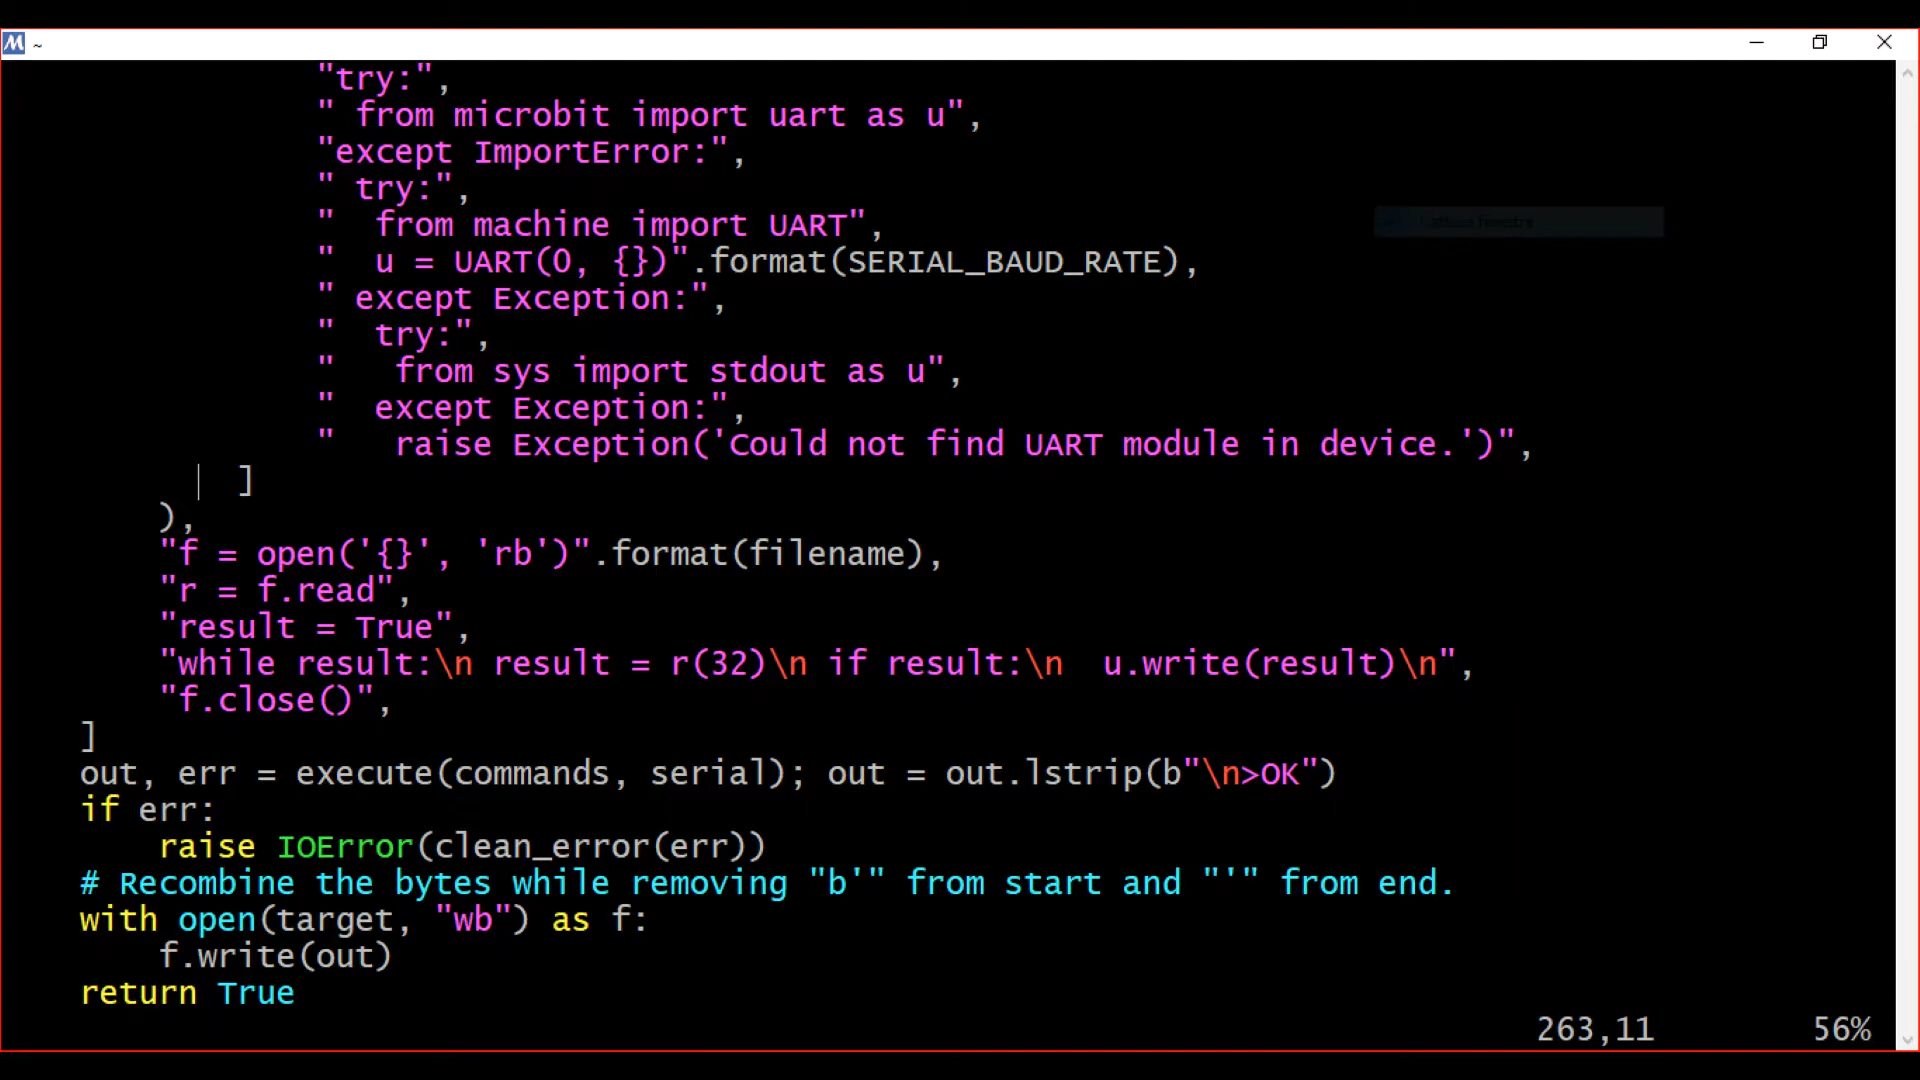 ~
"try:",
" from microbit import uart as u",
"except ImportError:",
" try:",
"  from machine import UART",
"  u = UART(0, {})".format(SERIAL_BAUD_RATE),
" except Exception:",
"  try:",
"   from sys import stdout as u",
"  except Exception:",
"   raise Exception('Could not find UART module in device.')",
]
),
"f = open('{}', 'rb')".format(filename),
"r = f.read",
"result = True",
"while result:\n result = r(32)\n if result:\n  u.write(result)\n",
"f.close()",
]
out, err = execute(commands, serial); out = out.lstrip(b"\n>OK")
if err:
    raise IOError(clean_error(err))
# Recombine the bytes while removing "b'" from start and "'" from end.
with open(target, "wb") as f:
    f.write(out)
return True
263,11 56%